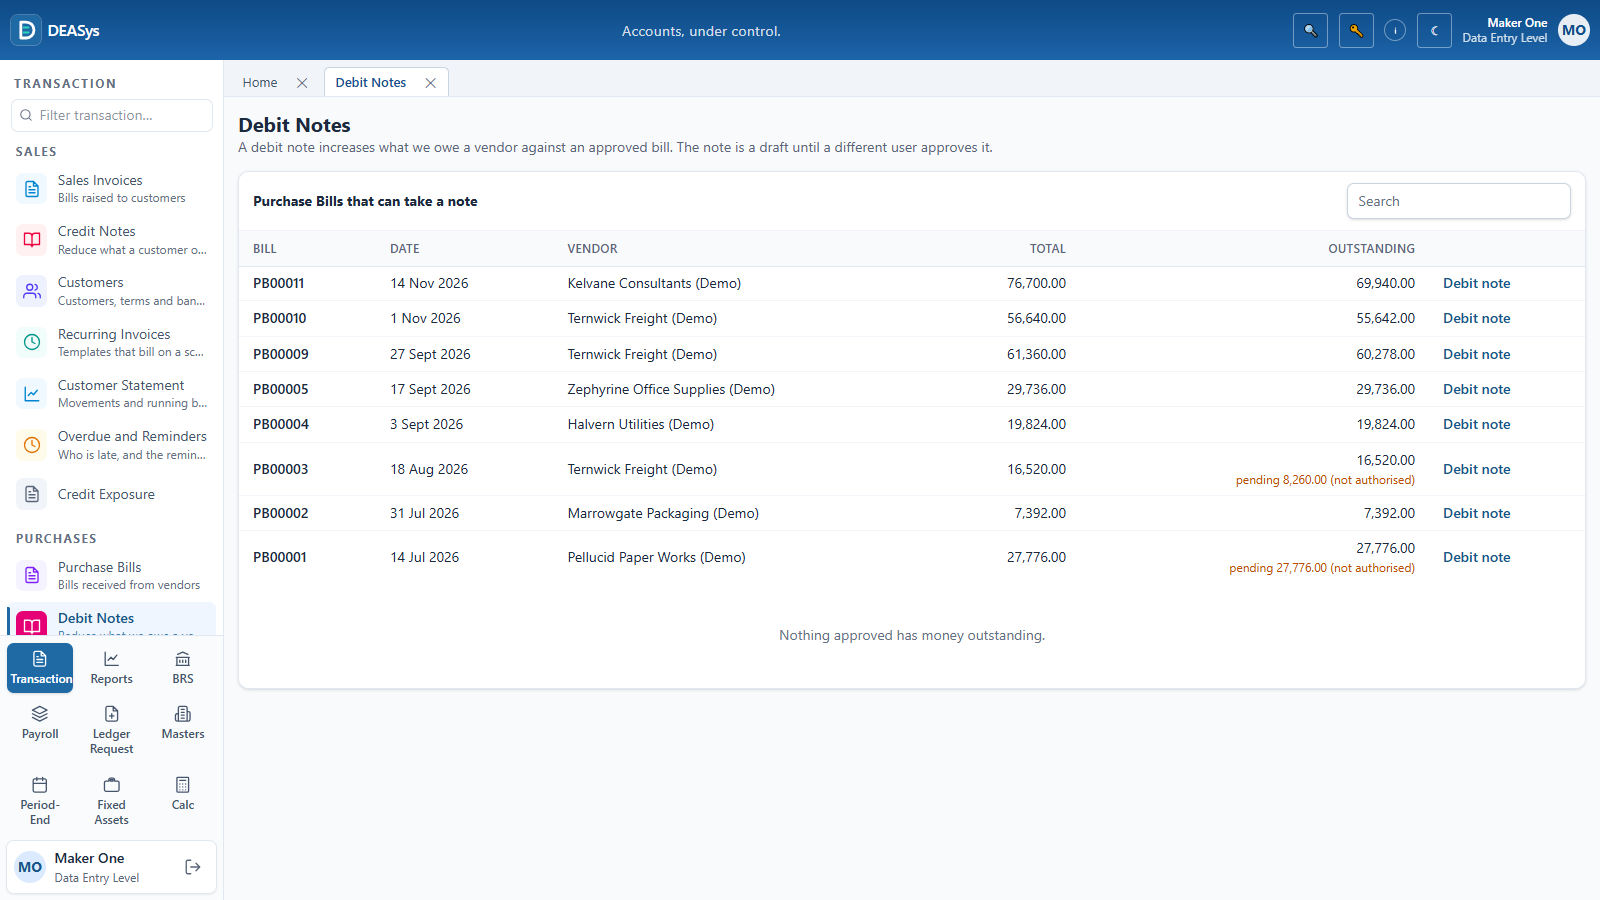 DEASys
Accounts, under control.
Maker One
Data Entry Level
MO
TRANSACTION
Filter transaction...
SALES
Sales Invoices
Bills raised to customers
Credit Notes
Reduce what a customer o...
Customers
Customers, terms and ban...
Recurring Invoices
Templates that bill on a sc...
Customer Statement
Movements and running b...
Overdue and Reminders
Who is late, and the remin...
Credit Exposure
PURCHASES
Purchase Bills
Bills received from vendors
Debit Notes
Transaction
Reports
BRS
Payroll
Ledger Request
Masters
Period-End
Fixed Assets
Calc
MO
Maker One
Data Entry Level
Home
Debit Notes
Debit Notes
A debit note increases what we owe a vendor against an approved bill. The note is a draft until a different user approves it.
Purchase Bills that can take a note
Search
BILL DATE VENDOR TOTAL OUTSTANDING
PB00011 14 Nov 2026 Kelvane Consultants (Demo) 76,700.00 69,940.00 Debit note
PB00010 1 Nov 2026 Ternwick Freight (Demo) 56,640.00 55,642.00 Debit note
PB00009 27 Sept 2026 Ternwick Freight (Demo) 61,360.00 60,278.00 Debit note
PB00005 17 Sept 2026 Zephyrine Office Supplies (Demo) 29,736.00 29,736.00 Debit note
PB00004 3 Sept 2026 Halvern Utilities (Demo) 19,824.00 19,824.00 Debit note
PB00003 18 Aug 2026 Ternwick Freight (Demo) 16,520.00 16,520.00 Debit note
pending 8,260.00 (not authorised)
PB00002 31 Jul 2026 Marrowgate Packaging (Demo) 7,392.00 7,392.00 Debit note
PB00001 14 Jul 2026 Pellucid Paper Works (Demo) 27,776.00 27,776.00 Debit note
pending 27,776.00 (not authorised)
Nothing approved has money outstanding.